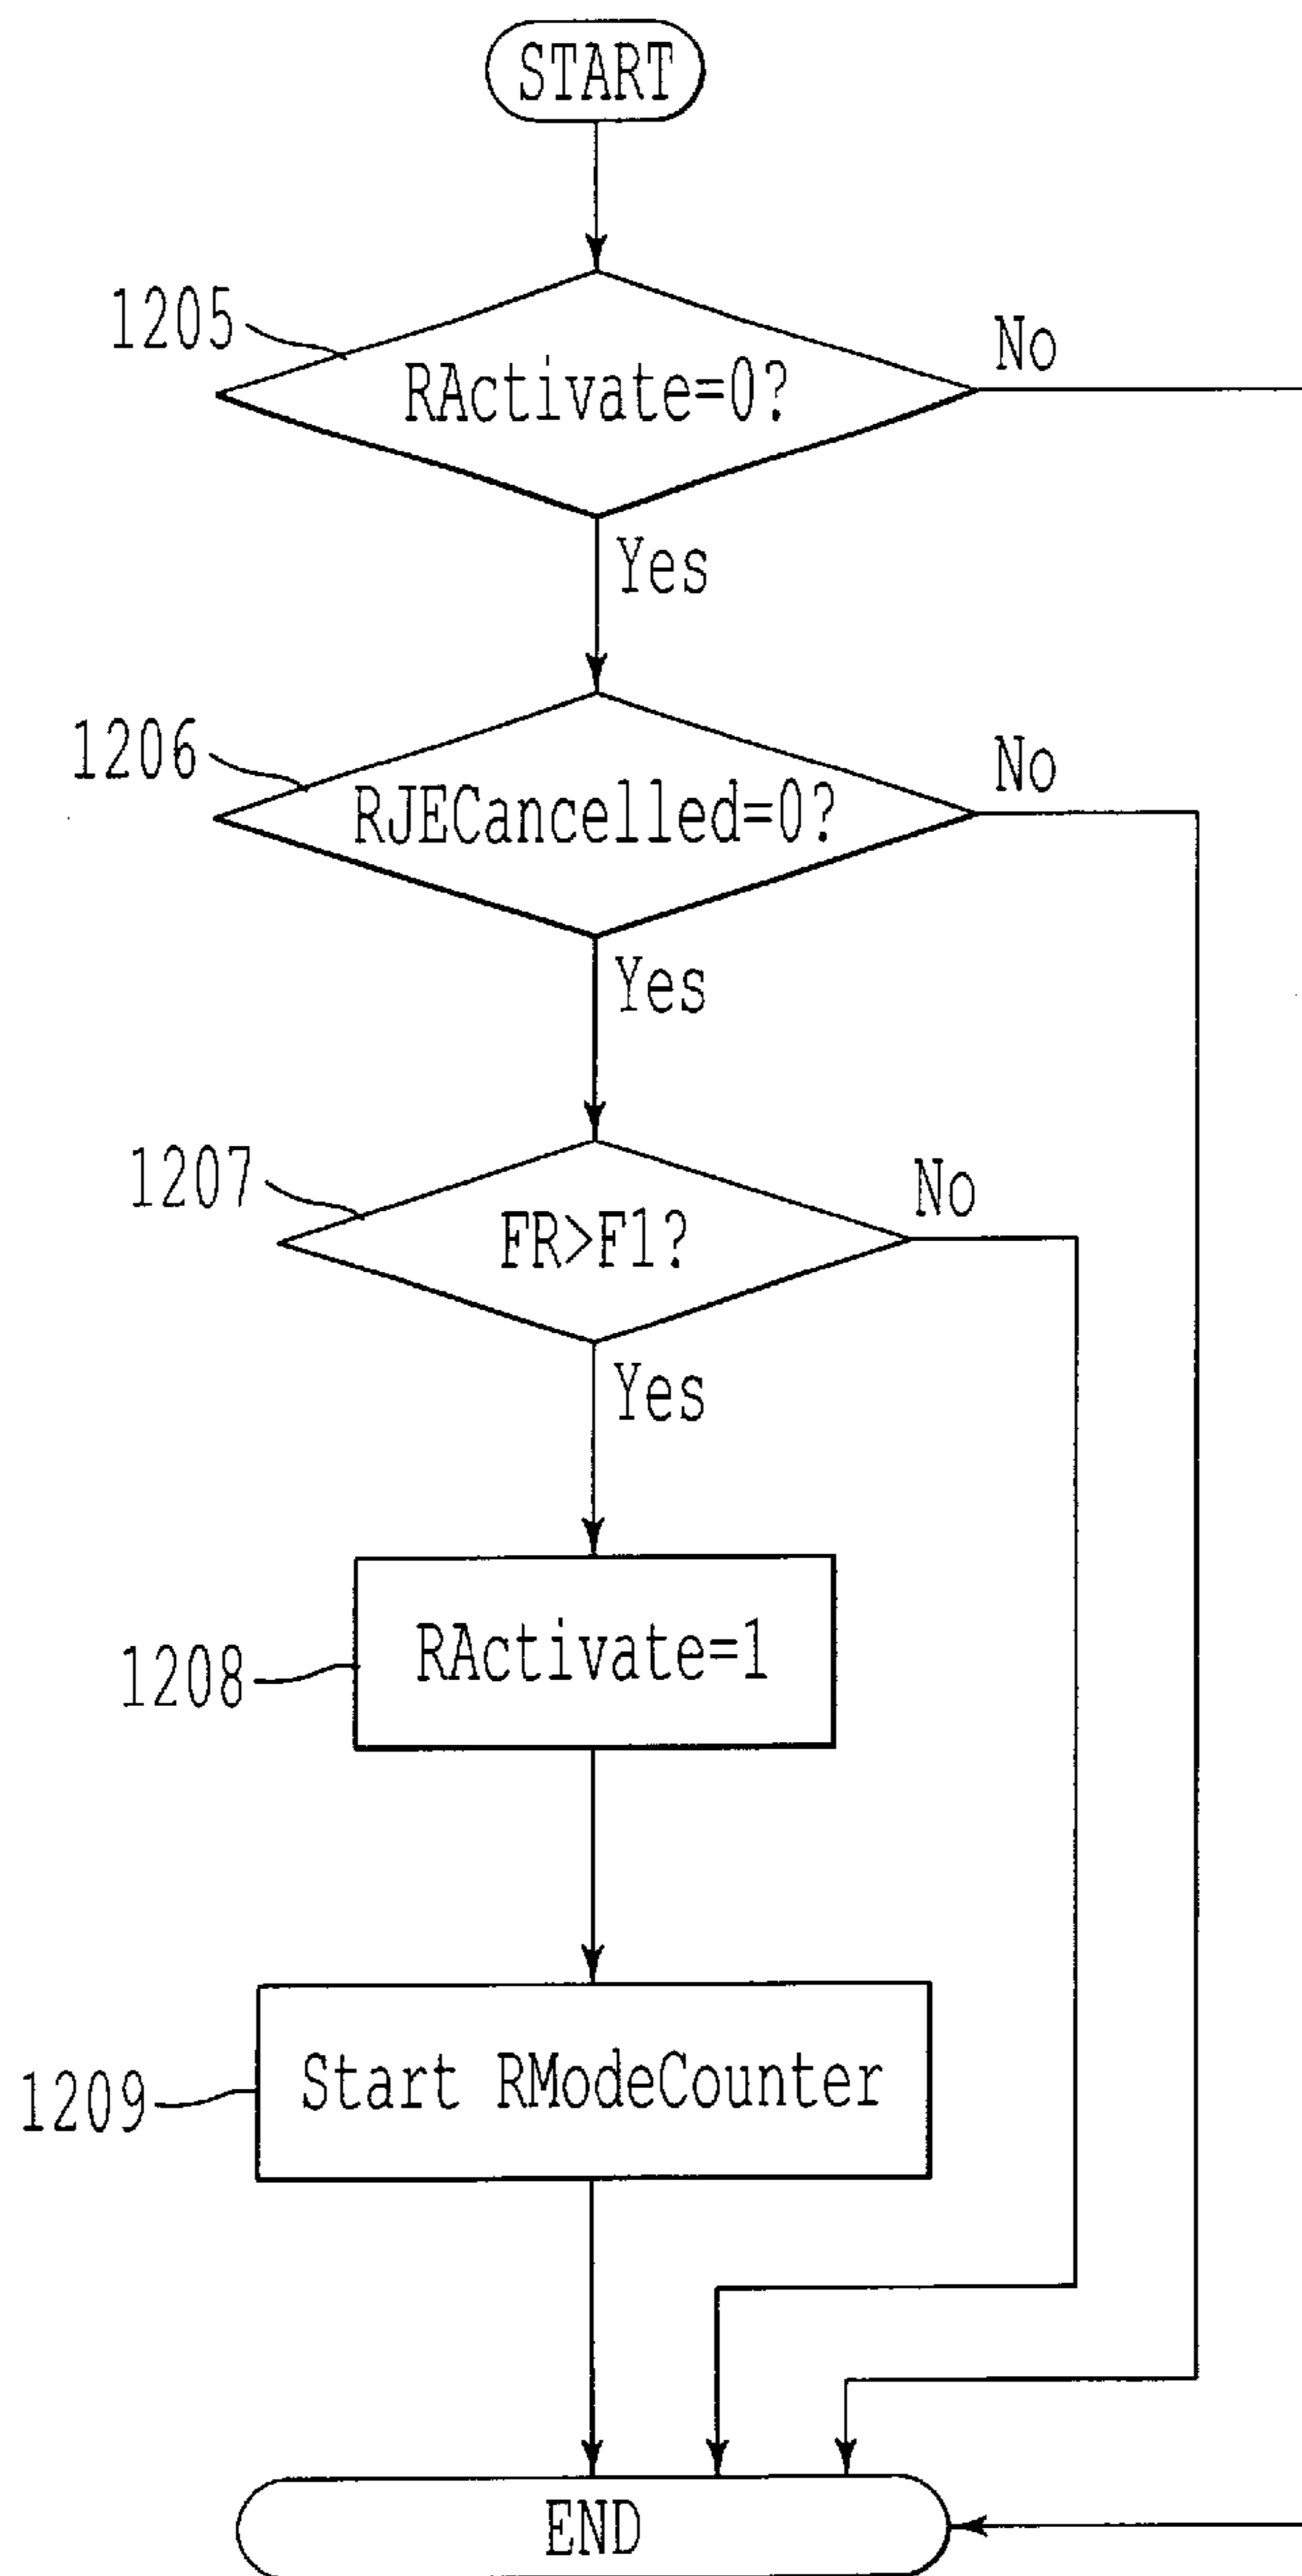 START
1205
RActivate=0?
No
Yes
1206
RJECancelled=0?
No
Yes
1207
FR>F1?
No
Yes
1208
RActivate=1
1209
Start RModeCounter
END